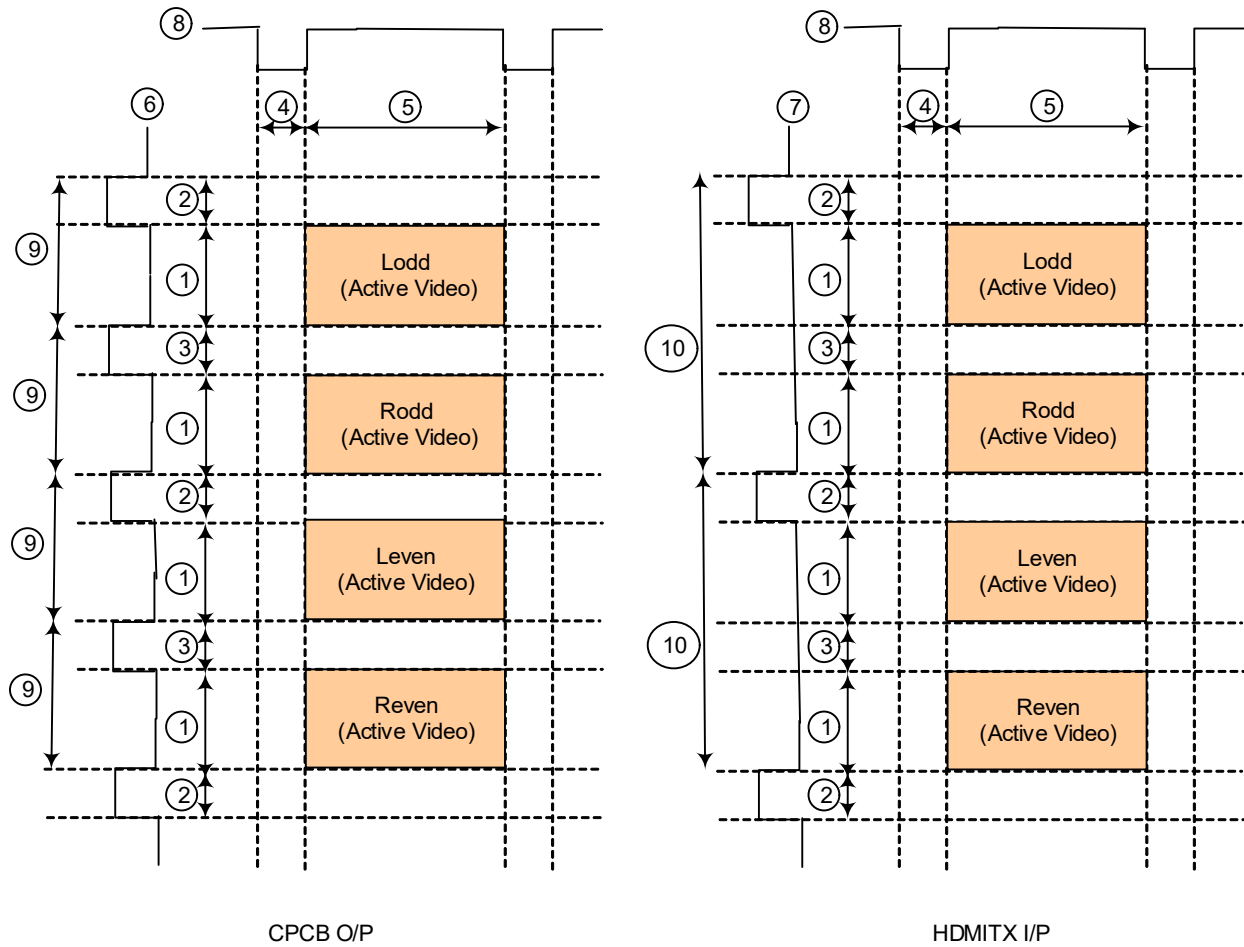 8
8
6
4
5
7
4
5
2
2
9
1
Lodd
(Active Video)
1
Lodd
(Active Video)
3
10
3
9
1
Rodd
(Active Video)
1
Rodd
(Active Video)
2
2
9
1
Leven
(Active Video)
1
Leven
(Active Video)
3
10
3
9
1
Reven
(Active Video)
1
Reven
(Active Video)
2
2
CPCB O/P
HDMITX I/P